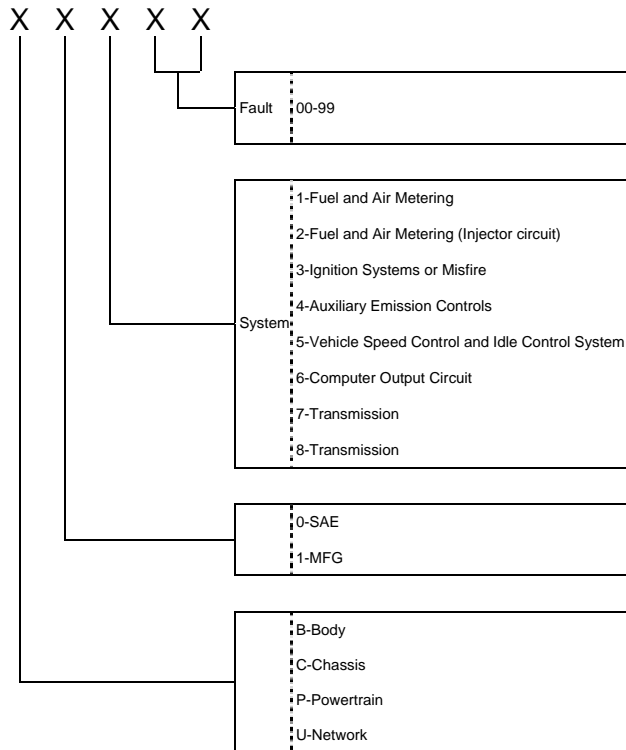 X X X X X
Fault 00-99
1-Fuel and Air Metering
2-Fuel and Air Metering (Injector circuit)
3-Ignition Systems or Misfire
4-Auxiliary Emission Controls
System
5-Vehicle Speed Control and Idle Control System
6-Computer Output Circuit
7-Transmission
8-Transmission
0-SAE
1-MFG
B-Body
C-Chassis
P-Powertrain
U-Network